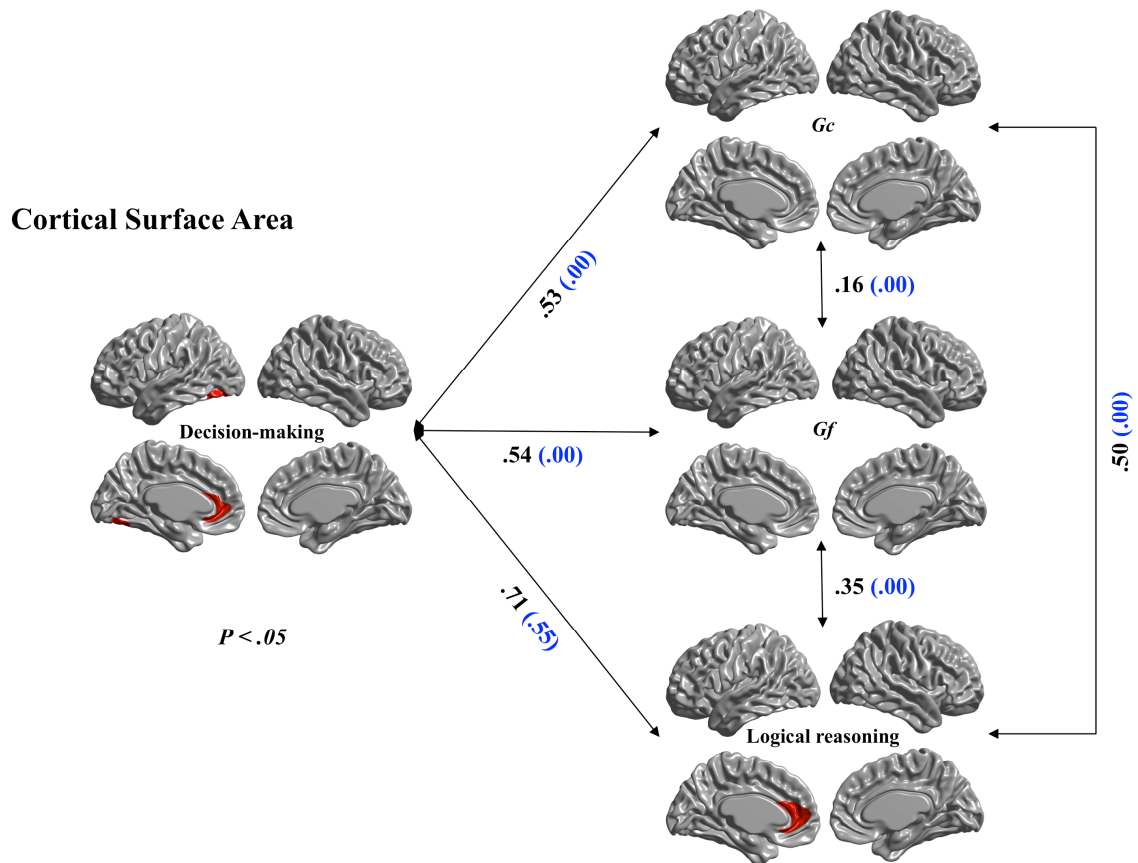 Gc
Cortical Surface Area
.53 (.00)
.16 (.00)
Decision-making
Gf
.54 (.00)
.50 (.00)
.71 (.55)
.35 (.00)
P < .05
Logical reasoning